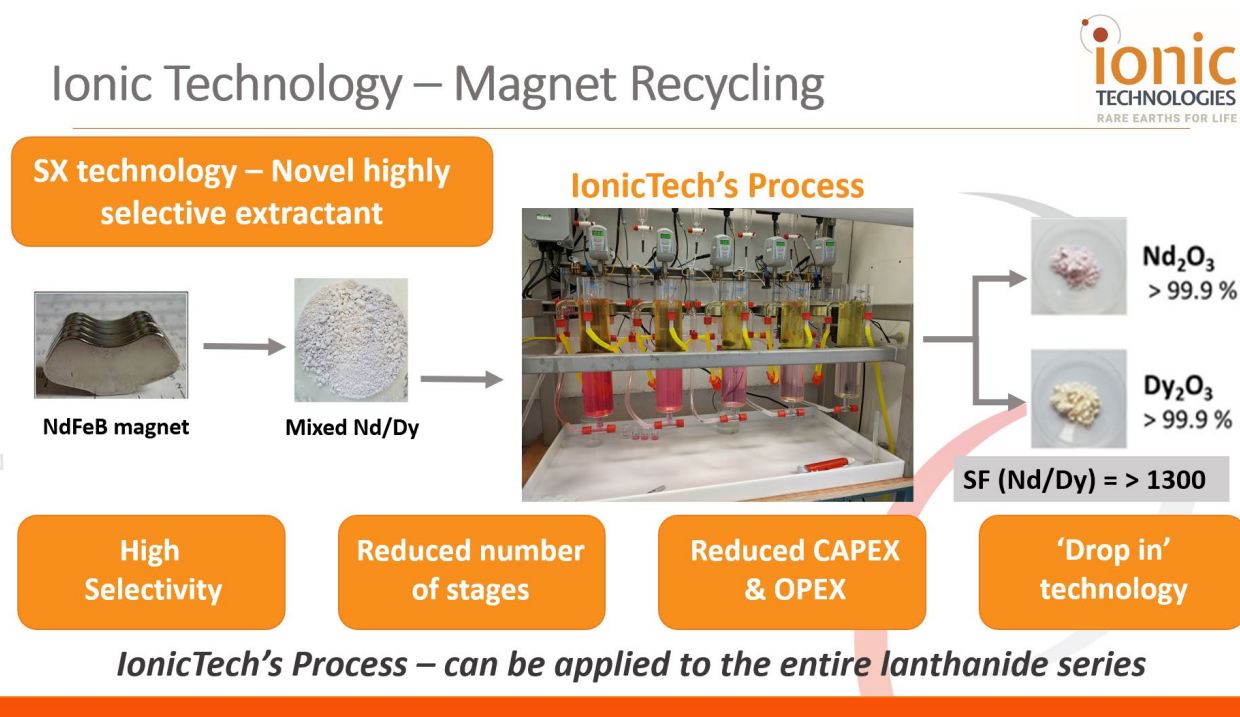 Ionic Technology – Magnet Recycling
ionic
TECHNOLOGIES
RARE EARTHS FOR LIFE
SX technology – Novel highly
selective extractant
IonicTech’s Process
NdFeB magnet
Mixed Nd/Dy
Nd₂O₃
> 99.9 %
Dy₂O₃
> 99.9 %
SF (Nd/Dy) = > 1300
High
Selectivity
Reduced number
of stages
Reduced CAPEX
& OPEX
‘Drop in’
technology
IonicTech’s Process – can be applied to the entire lanthanide series